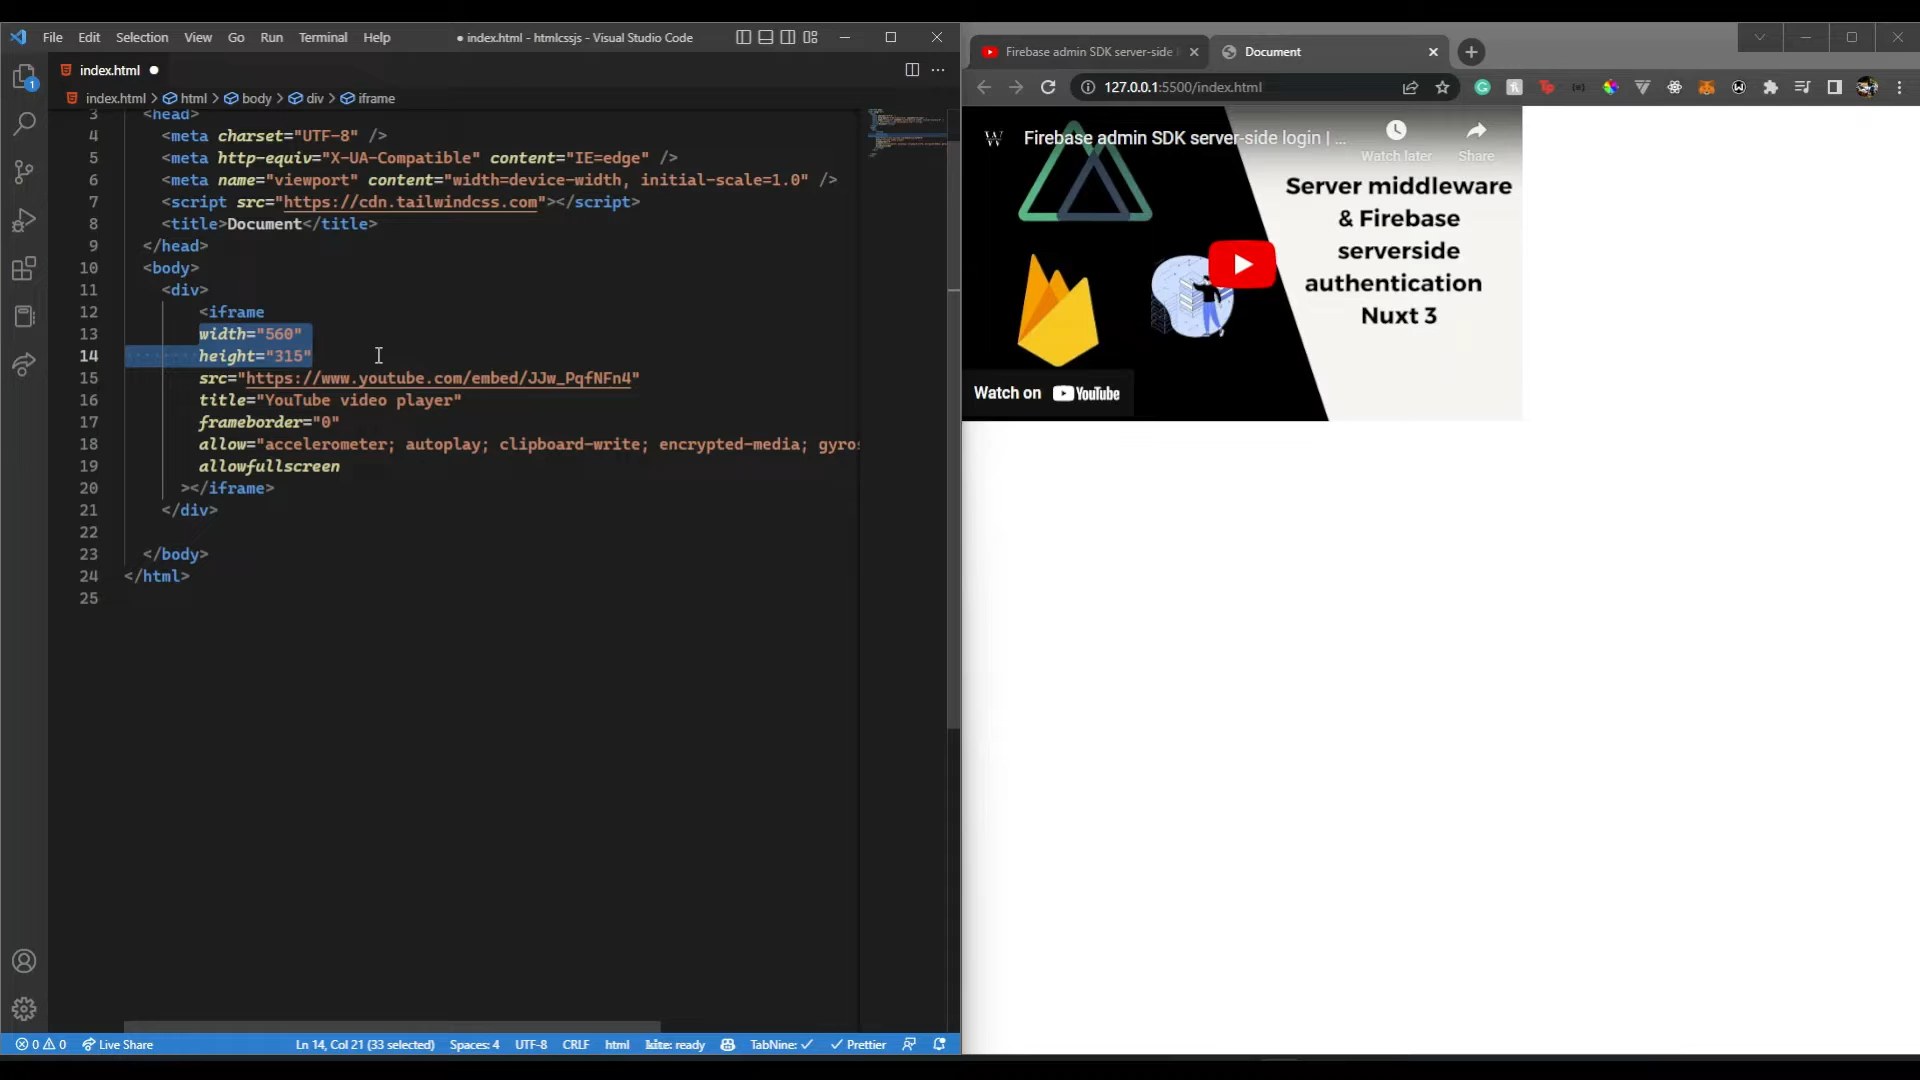 File Edit Selection View Go Run Terminal Help
● index.html - htmlcssjs - Visual Studio Code
1
index.html ●
index.html > html > body > div > iframe
3 <head>
4 <meta charset="UTF-8" />
5 <meta http-equiv="X-UA-Compatible" content="IE=edge" />
6 <meta name="viewport" content="width=device-width, initial-scale=1.0" />
7 <script src="https://cdn.tailwindcss.com"></script>
8 <title>Document</title>
9 </head>
10 <body>
11 <div>
12 <iframe
13 width="560"
14 height="315"
15 src="https://www.youtube.com/embed/JJw_PqfNFn4"
16 title="YouTube video player"
17 frameborder="0"
18 allow="accelerometer; autoplay; clipboard-write; encrypted-media; gyros
19 allowfullscreen
20 ></iframe>
21 </div>
22
23 </body>
24 </html>
25
0 0 Live Share Ln 14, Col 21 (33 selected) Spaces: 4 UTF-8 CRLF html kite: ready TabNine: ✓ ✓ Prettier
Firebase admin SDK server-side
Document
127.0.0.1:5500/index.html
W Firebase admin SDK server-side login | ...
Watch later Share
Server middleware
& Firebase
serverside
authentication
Nuxt 3
Watch on YouTube